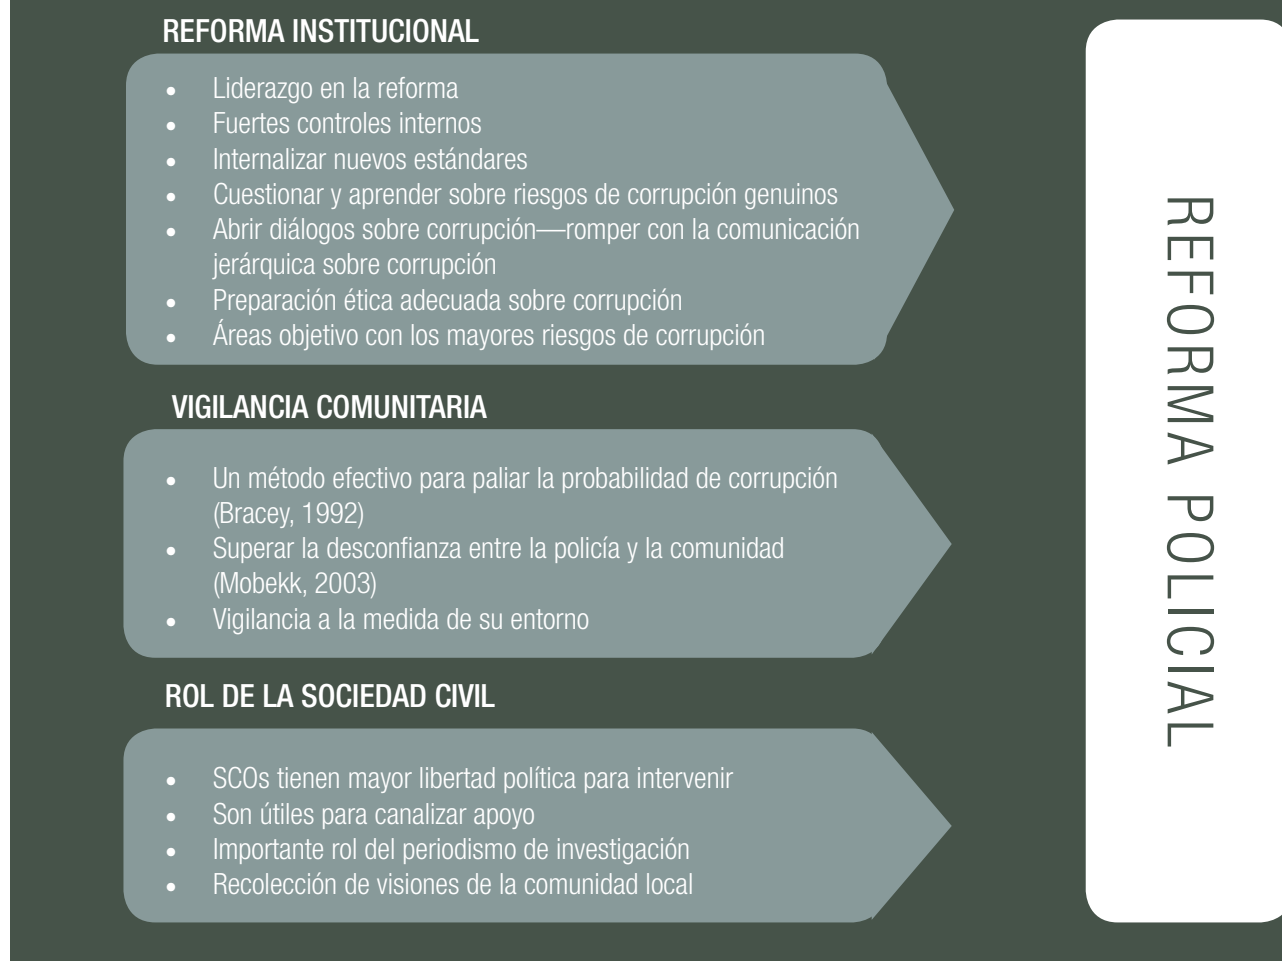 REFORMA INSTITUCIONAL
• Liderazgo en la reforma
• Fuertes controles internos
• Internalizar nuevos estándares
• Cuestionar y aprender sobre riesgos de corrupción genuinos
• Abrir diálogos sobre corrupción—romper con la comunicación
jerárquica sobre corrupción
• Preparación ética adecuada sobre corrupción
• Áreas objetivo con los mayores riesgos de corrupción
VIGILANCIA COMUNITARIA
• Un método efectivo para paliar la probabilidad de corrupción
(Bracey, 1992)
• Superar la desconfianza entre la policía y la comunidad
(Mobekk, 2003)
• Vigilancia a la medida de su entorno
ROL DE LA SOCIEDAD CIVIL
• SCOs tienen mayor libertad política para intervenir
• Son útiles para canalizar apoyo
• Importante rol del periodismo de investigación
• Recolección de visiones de la comunidad local
REFORMA POLICIAL